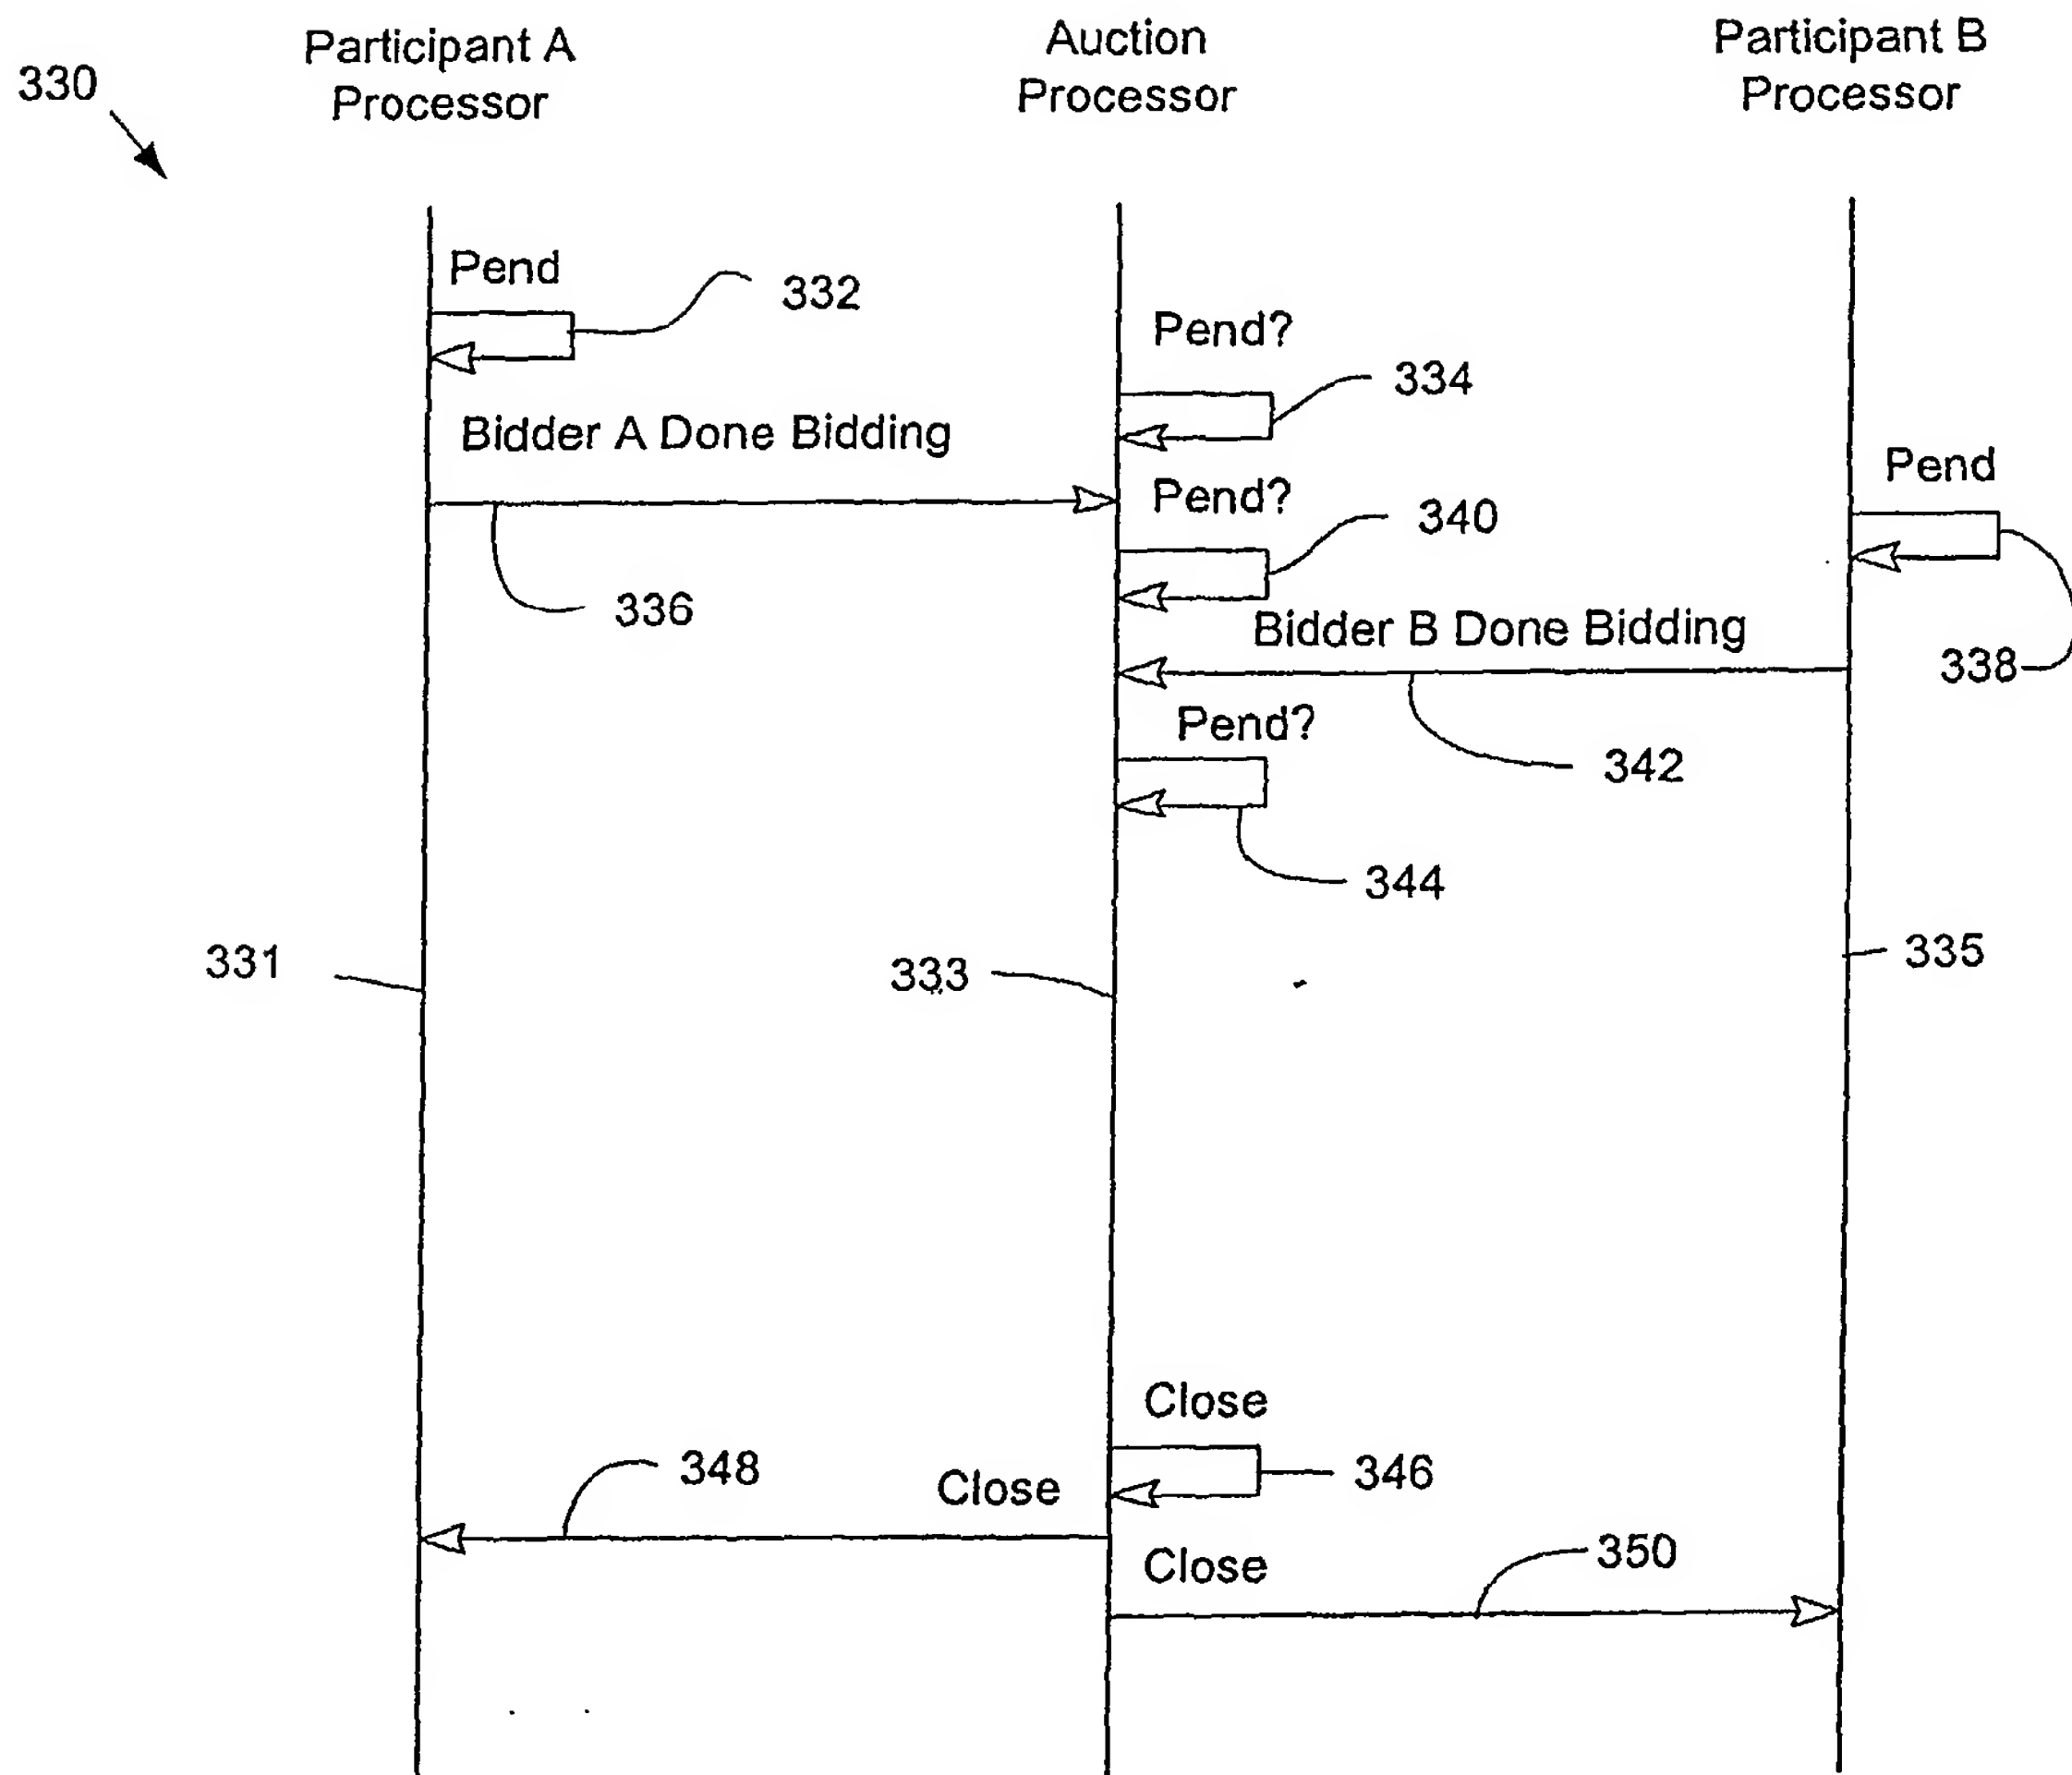 330
Participant A
Processor
Auction
Processor
Participant B
Processor
Pend
332
Pend?
334
Bidder A Done Bidding
Pend
Pend?
340
336
Bidder B Done Bidding
338
Pend?
342
344
331
333
335
Close
348
Close
346
Close
350